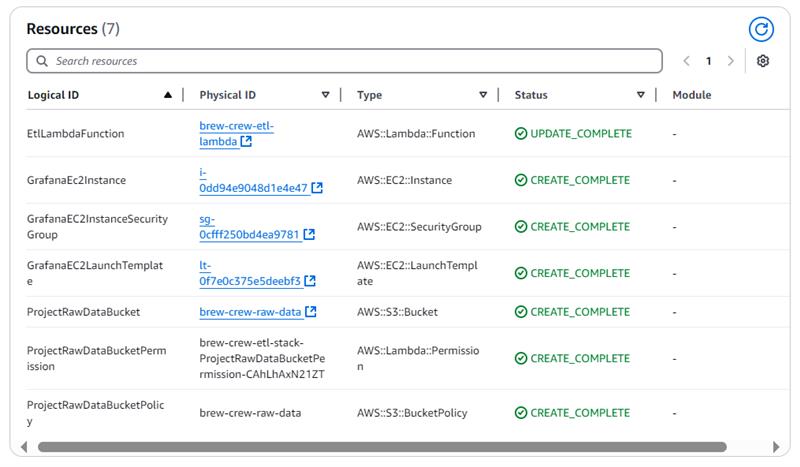 Resources (7)
Search resources
1
Logical ID Physical ID Type Status Module
EtlLambdaFunction brew-crew-etl-lambda AWS::Lambda::Function UPDATE_COMPLETE -
GrafanaEc2Instance i-0dd94e9048d1e4e47 AWS::EC2::Instance CREATE_COMPLETE -
GrafanaEC2InstanceSecurityGroup sg-0cfff250bd4ea9781 AWS::EC2::SecurityGroup CREATE_COMPLETE -
GrafanaEC2LaunchTemplate lt-0f7e0c375e5deebf3 AWS::EC2::LaunchTemplate CREATE_COMPLETE -
ProjectRawDataBucket brew-crew-raw-data AWS::S3::Bucket CREATE_COMPLETE -
ProjectRawDataBucketPermission brew-crew-etl-stack-ProjectRawDataBucketPermission-CAhLhAxN21ZT AWS::Lambda::Permission CREATE_COMPLETE -
ProjectRawDataBucketPolicy brew-crew-raw-data AWS::S3::BucketPolicy CREATE_COMPLETE -